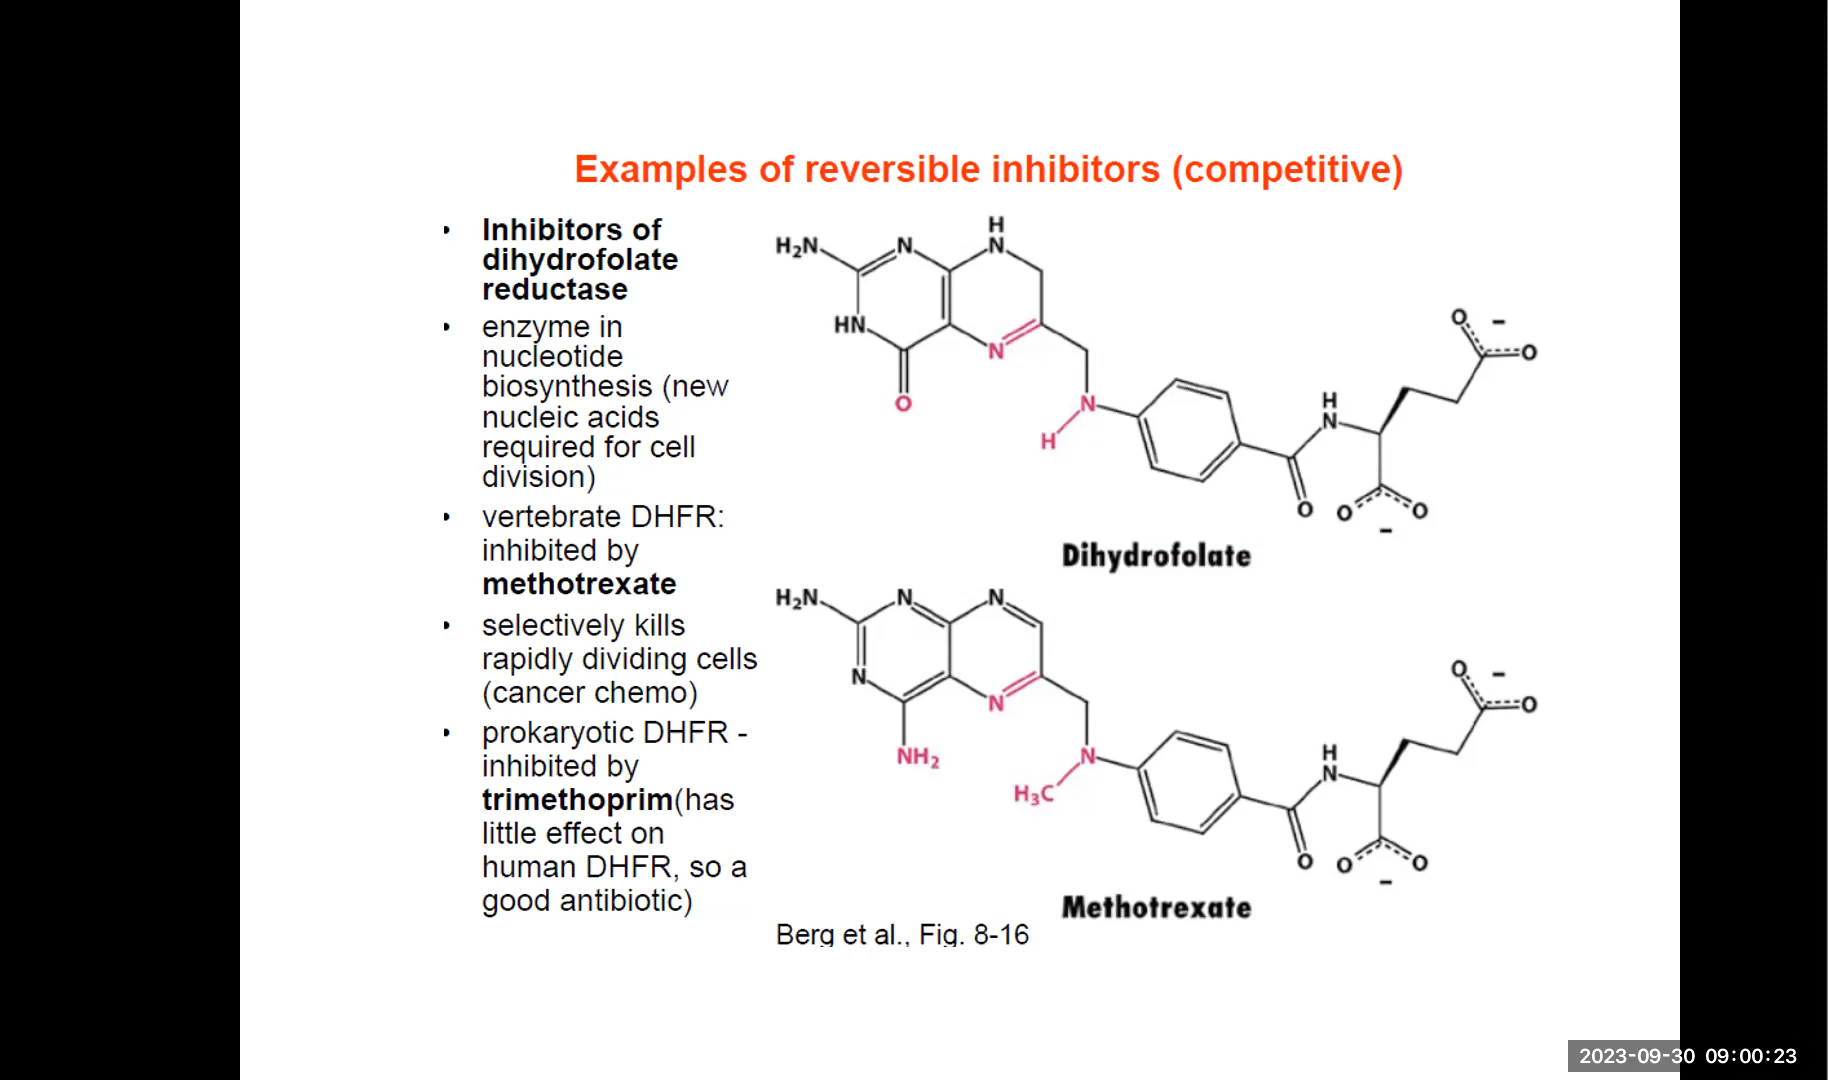 Examples of reversible inhibitors (competitive)
• Inhibitors of
dihydrofolate
reductase
• enzyme in
nucleotide
biosynthesis (new
nucleic acids
required for cell
division)
• vertebrate DHFR:
inhibited by
methotrexate
• selectively kills
rapidly dividing cells
(cancer chemo)
• prokaryotic DHFR -
inhibited by
trimethoprim(has
little effect on
human DHFR, so a
good antibiotic)
H
H₂N N N
HN N
O
N
H
H
N
O
O
O –
O
O O
–
Dihydrofolate
H₂N N N
N N
NH₂
N
H₃C
H
N
O
O –
O
O O
–
Methotrexate
Berg et al., Fig. 8-16
2023-09-30 09:00:23